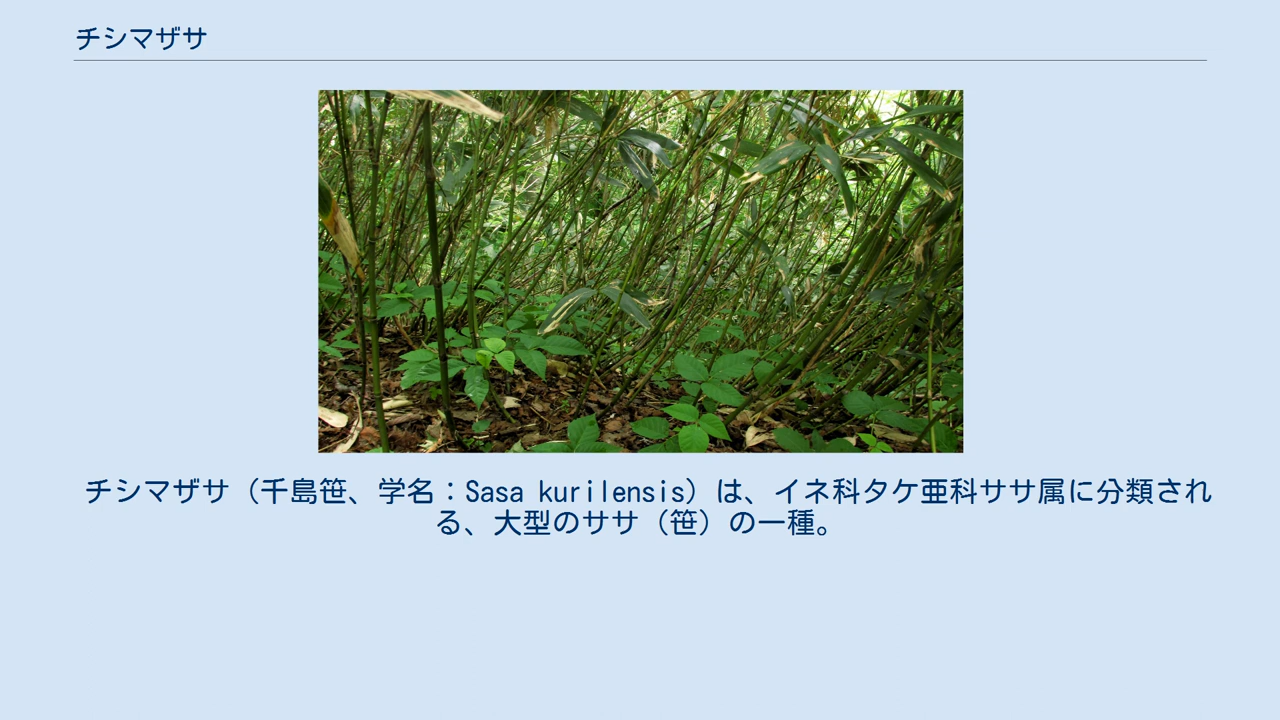 チシマザサ
チシマザサ（千島笹、学名：Sasa kurilensis）は、イネ科タケ亜科ササ属に分類され
る、大型のササ（笹）の一種。